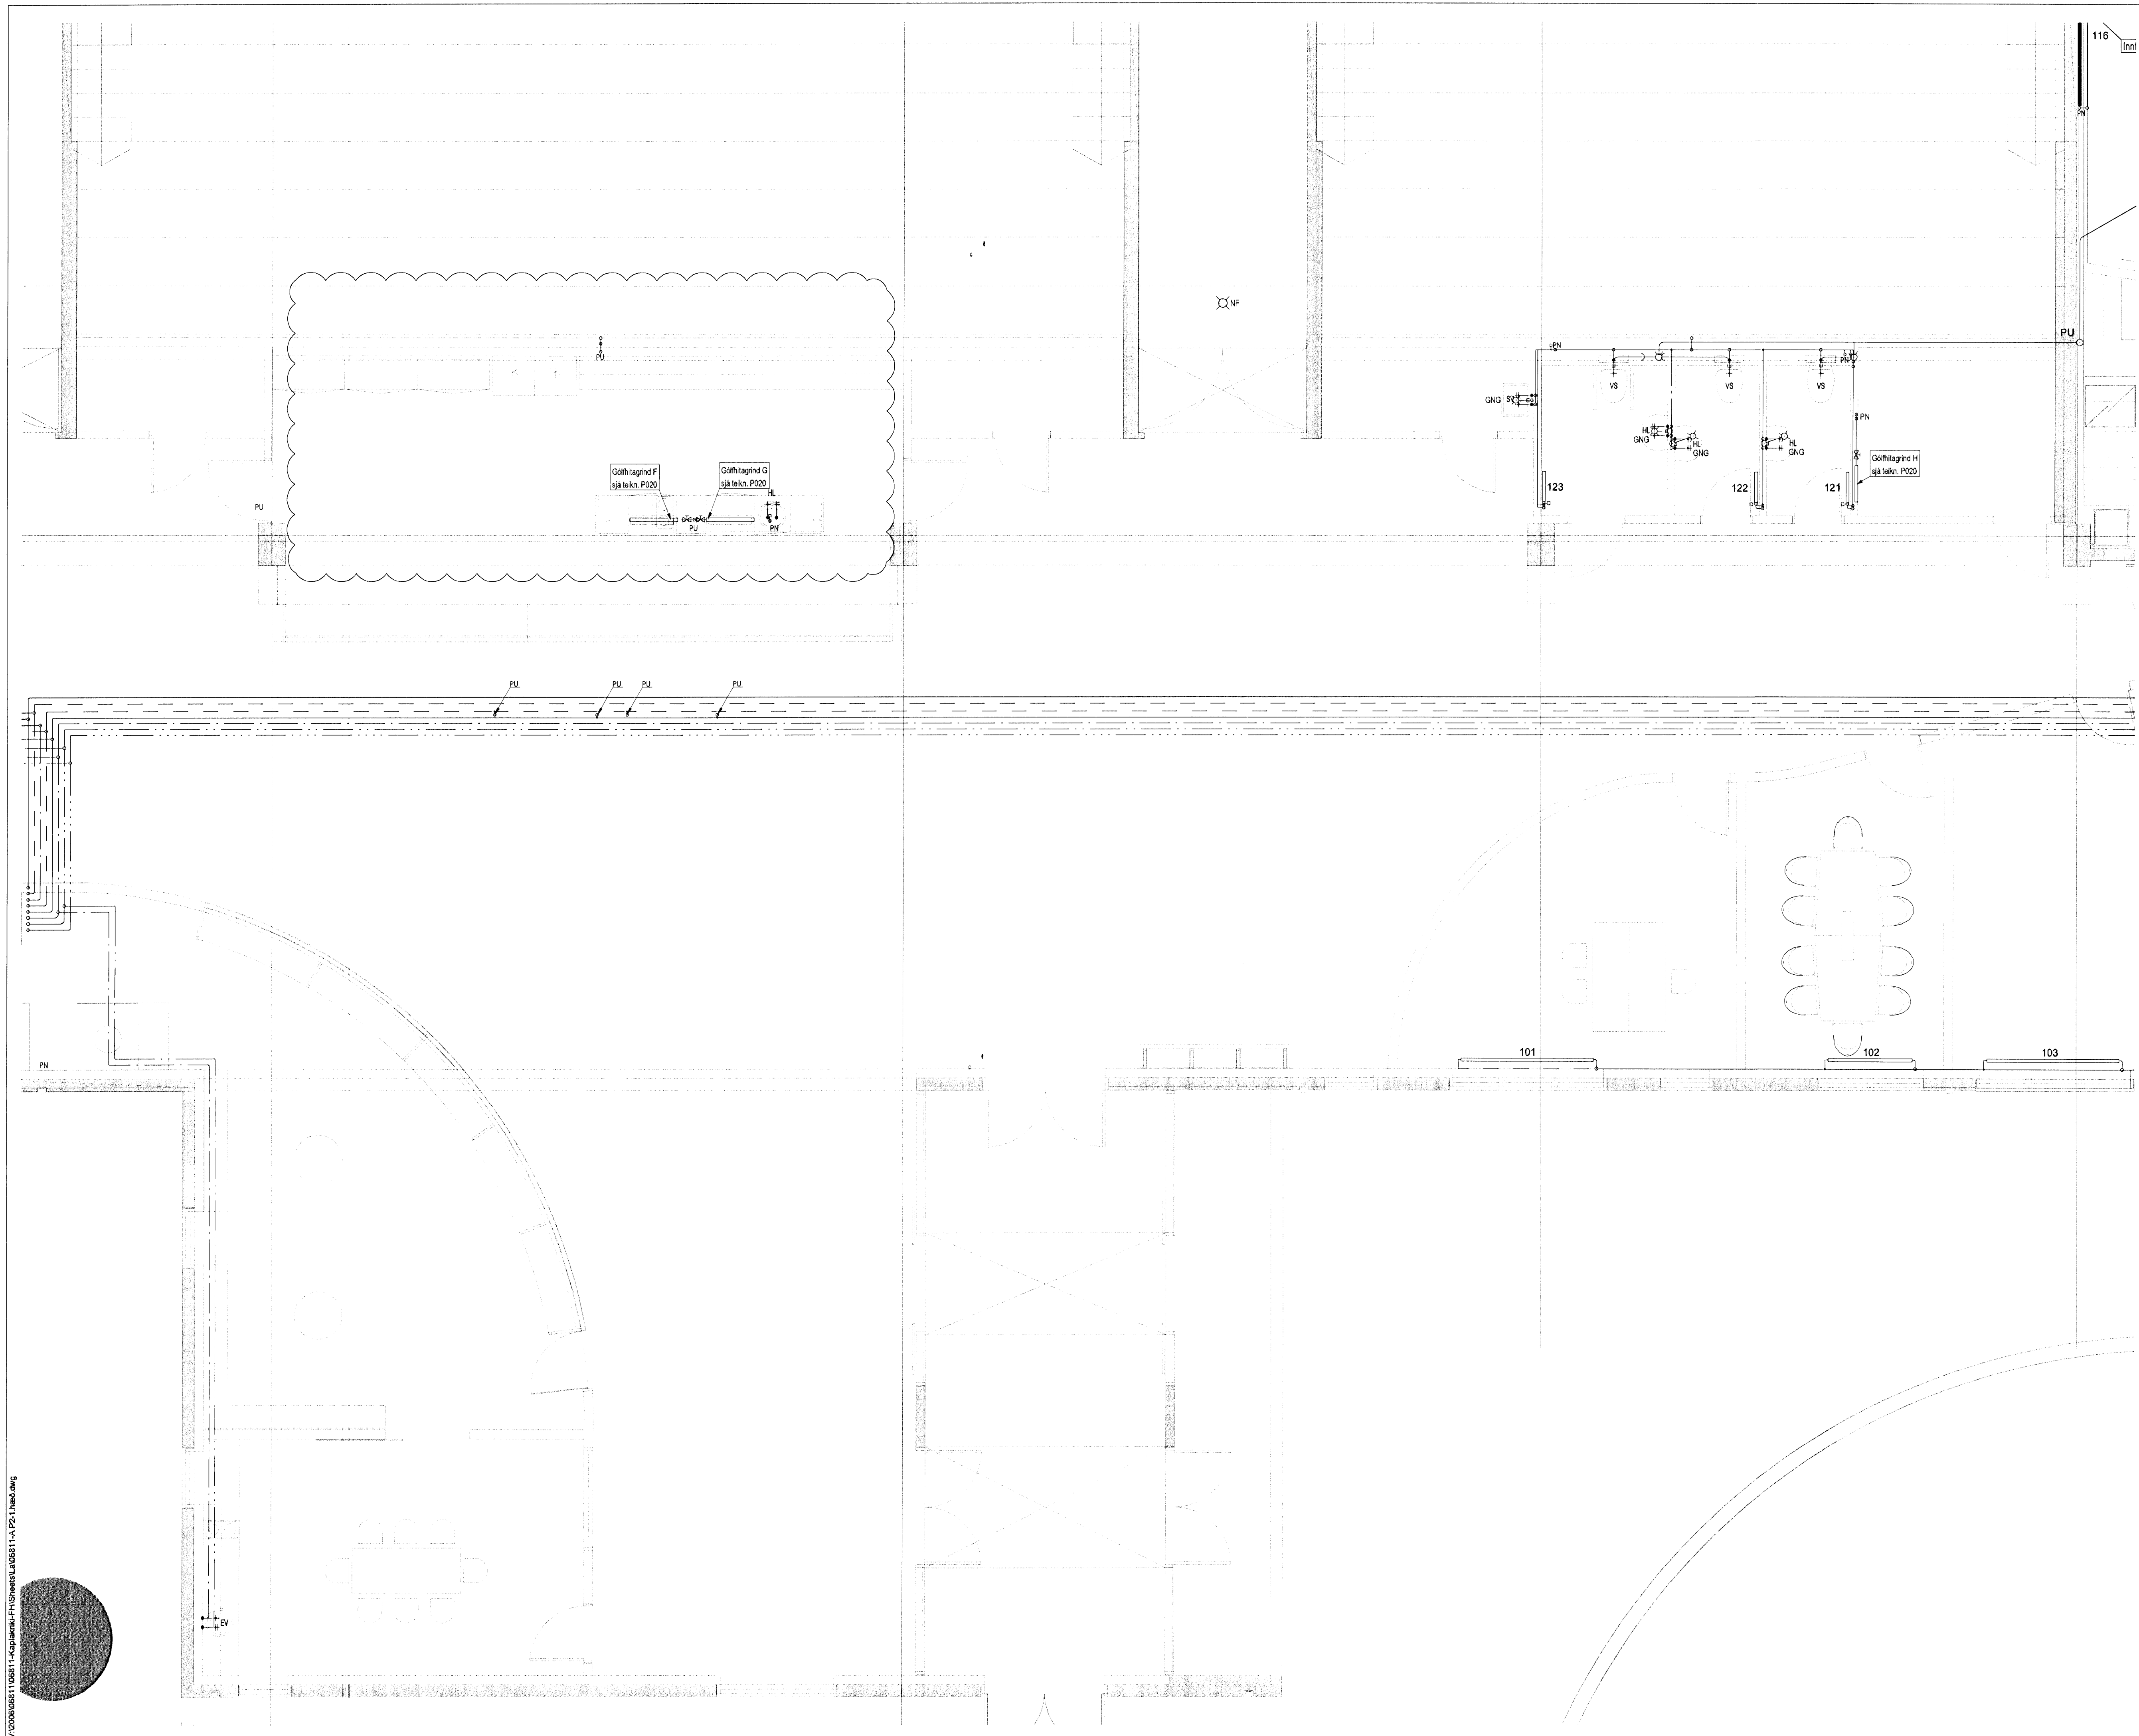 116
PN
NF
PU
PN
PU
PN
VS
VS
VS
GNG
PN
HL
GNG
HL
GNG
HL
GNG
Gólfhitagrind F
sjá teikn. P020
Gólfhitagrind G
sjá teikn. P020
Gólfhitagrind H
sjá teikn. P020
HL
123
122
121
PU
PU
PN
PU
PU
PU
PU
101
102
103
PN
EV